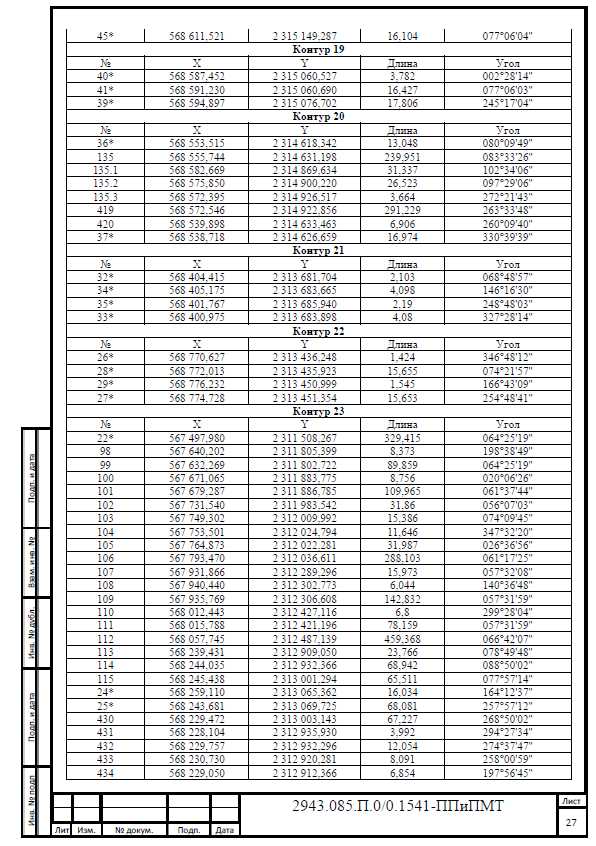 45* 568 611,521 2 315 149,287 16,104 077°06'04"
Контур 19
№ X Y Длина Угол
40* 568 587,452 2 315 060,527 3,782 002°28'14"
41* 568 591,230 2 315 060,690 16,427 077°06'03"
39* 568 594,897 2 315 076,702 17,806 245°17'04"
Контур 20
№ X Y Длина Угол
36* 568 553,515 2 314 618,342 13,048 080°09'49"
135 568 555,744 2 314 631,198 239,951 083°33'26"
135.1 568 582,669 2 314 869,634 31,337 102°34'06"
135.2 568 575,850 2 314 900,220 26,523 097°29'06"
135.3 568 572,395 2 314 926,517 3,664 272°21'43"
419 568 572,546 2 314 922,856 291,229 263°33'48"
420 568 539,898 2 314 633,463 6,906 260°09'40"
37* 568 538,718 2 314 626,659 16,974 330°39'39"
Контур 21
№ X Y Длина Угол
32* 568 404,415 2 313 681,704 2,103 068°48'57"
34* 568 405,175 2 313 683,665 4,098 146°16'30"
35* 568 401,767 2 313 685,940 2,19 248°48'03"
33* 568 400,975 2 313 683,898 4,08 327°28'14"
Контур 22
№ X Y Длина Угол
26* 568 770,627 2 313 436,248 1,424 346°48'12"
28* 568 772,013 2 313 435,923 15,655 074°21'57"
29* 568 776,232 2 313 450,999 1,545 166°43'09"
27* 568 774,728 2 313 451,354 15,653 254°48'41"
Контур 23
№ X Y Длина Угол
22* 567 497,980 2 311 508,267 329,415 064°25'19"
98 567 640,202 2 311 805,399 8,373 198°38'49"
99 567 632,269 2 311 802,722 89,859 064°25'19"
100 567 671,065 2 311 883,775 8,756 020°06'26"
101 567 679,287 2 311 886,785 109,965 061°37'44"
102 567 731,540 2 311 983,542 31,86 056°07'03"
103 567 749,302 2 312 009,992 15,386 074°09'45"
104 567 753,501 2 312 024,794 11,646 347°32'20"
105 567 764,873 2 312 022,281 31,987 026°36'56"
106 567 793,470 2 312 036,611 288,103 061°17'25"
107 567 931,866 2 312 289,296 15,973 057°32'08"
108 567 940,440 2 312 302,773 6,044 140°36'48"
109 567 935,769 2 312 306,608 142,832 057°31'59"
110 568 012,443 2 312 427,116 6,8 299°28'04"
111 568 015,788 2 312 421,196 78,159 057°31'59"
112 568 057,745 2 312 487,139 459,368 066°42'07"
113 568 239,431 2 312 909,050 23,766 078°49'48"
114 568 244,035 2 312 932,366 68,942 088°50'02"
115 568 245,438 2 313 001,294 65,511 077°57'14"
24* 568 259,110 2 313 065,362 16,034 164°12'37"
25* 568 243,681 2 313 069,725 68,081 257°57'12"
430 568 229,472 2 313 003,143 67,227 268°50'02"
431 568 228,104 2 312 935,930 3,992 294°27'34"
432 568 229,757 2 312 932,296 12,054 274°37'47"
433 568 230,730 2 312 920,281 8,091 258°00'59"
434 568 229,050 2 312 912,366 6,854 197°56'45"
Подп. и дата
Взам. инв. №
Инв. № дубл.
Подп. и дата
Инв. № подп
2943.085.П.0/0.1541-ППиПМТ
Лист
27
Лит Изм. № докум. Подп. Дата